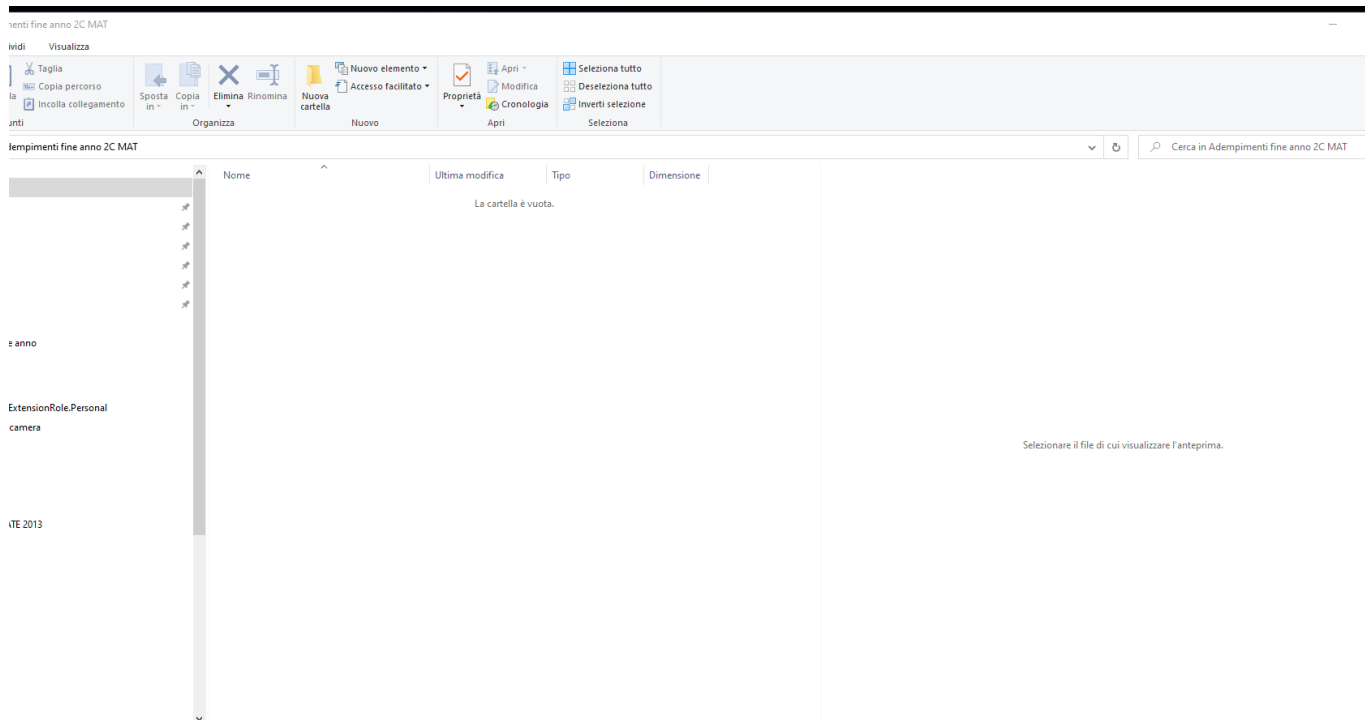 menti fine anno 2C MAT
ividi Visualizza
Taglia
Copia percorso
Incolla collegamento
unti
Sposta in
Copia in
Elimina
Rinomina
Organizza
Nuova cartella
Nuovo elemento
Accesso facilitato
Nuovo
Proprietà
Apri
Modifica
Cronologia
Apri
Seleziona tutto
Deseleziona tutto
Inverti selezione
Seleziona
dempimenti fine anno 2C MAT
Cerca in Adempimenti fine anno 2C MAT
Nome Ultima modifica Tipo Dimensione
La cartella è vuota.
e anno
ExtensionRole.Personal
camera
Selezionare il file di cui visualizzare l'anteprima.
ATE 2013